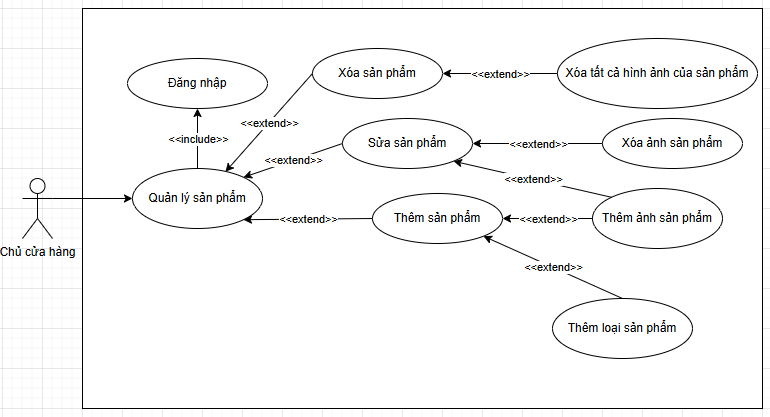 Xóa sản phẩm
<<extend>>
Xóa tất cả hình ảnh của sản phẩm
Đăng nhập
<<extend>>
<<include>>
Sửa sản phẩm
<<extend>>
Xóa ảnh sản phẩm
<<extend>>
<<extend>>
Quản lý sản phẩm
Thêm sản phẩm
<<extend>>
<<extend>>
Thêm ảnh sản phẩm
Chủ cửa hàng
<<extend>>
Thêm loại sản phẩm